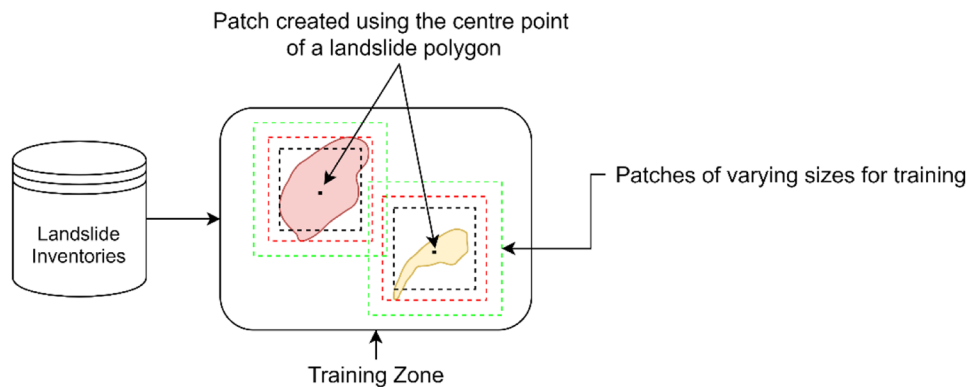 Patch created using the centre point
of a landslide polygon
Patches of varying sizes for training
Landslide
Inventories
Training Zone